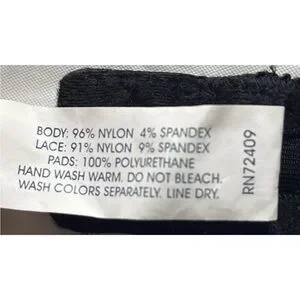 BODY: 96% NYLON 4% SPANDEX
LACE: 91% NYLON 9% SPANDEX
PADS: 100% POLYURETHANE
HAND WASH WARM. DO NOT BLEACH.
WASH COLORS SEPARATELY. LINE DRY.
RN72409